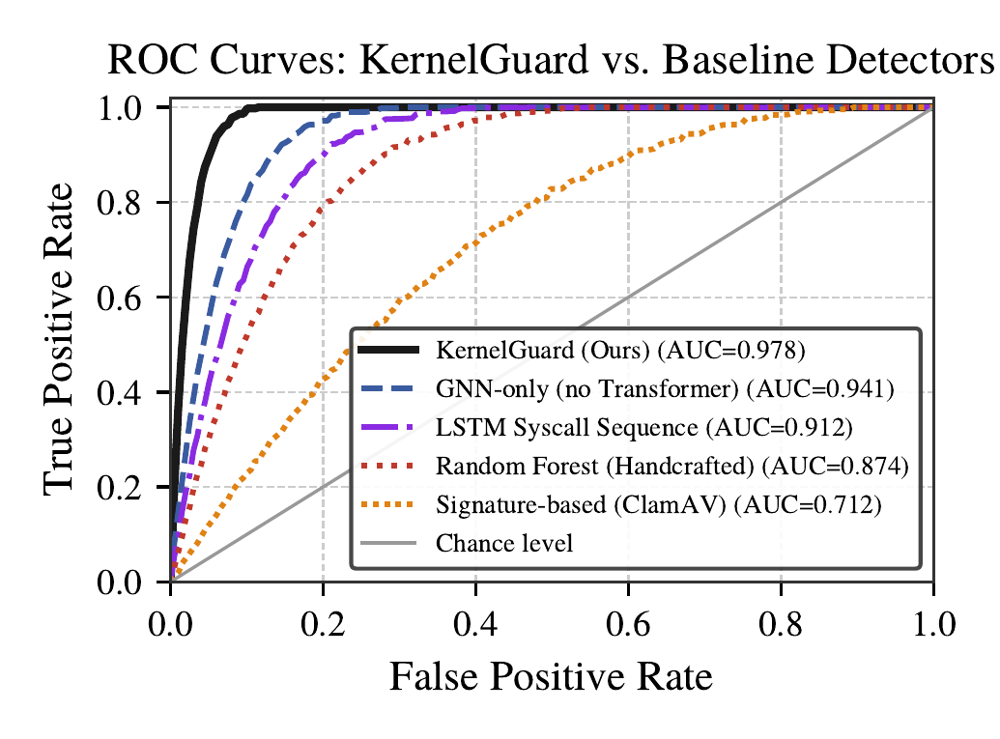 ROC Curves: KernelGuard vs. Baseline Detectors
True Positive Rate
1.0
0.8
0.6
0.4
0.2
0.0
KernelGuard (Ours) (AUC=0.978)
GNN-only (no Transformer) (AUC=0.941)
LSTM Syscall Sequence (AUC=0.912)
Random Forest (Handcrafted) (AUC=0.874)
Signature-based (ClamAV) (AUC=0.712)
Chance level
0.0 0.2 0.4 0.6 0.8 1.0
False Positive Rate